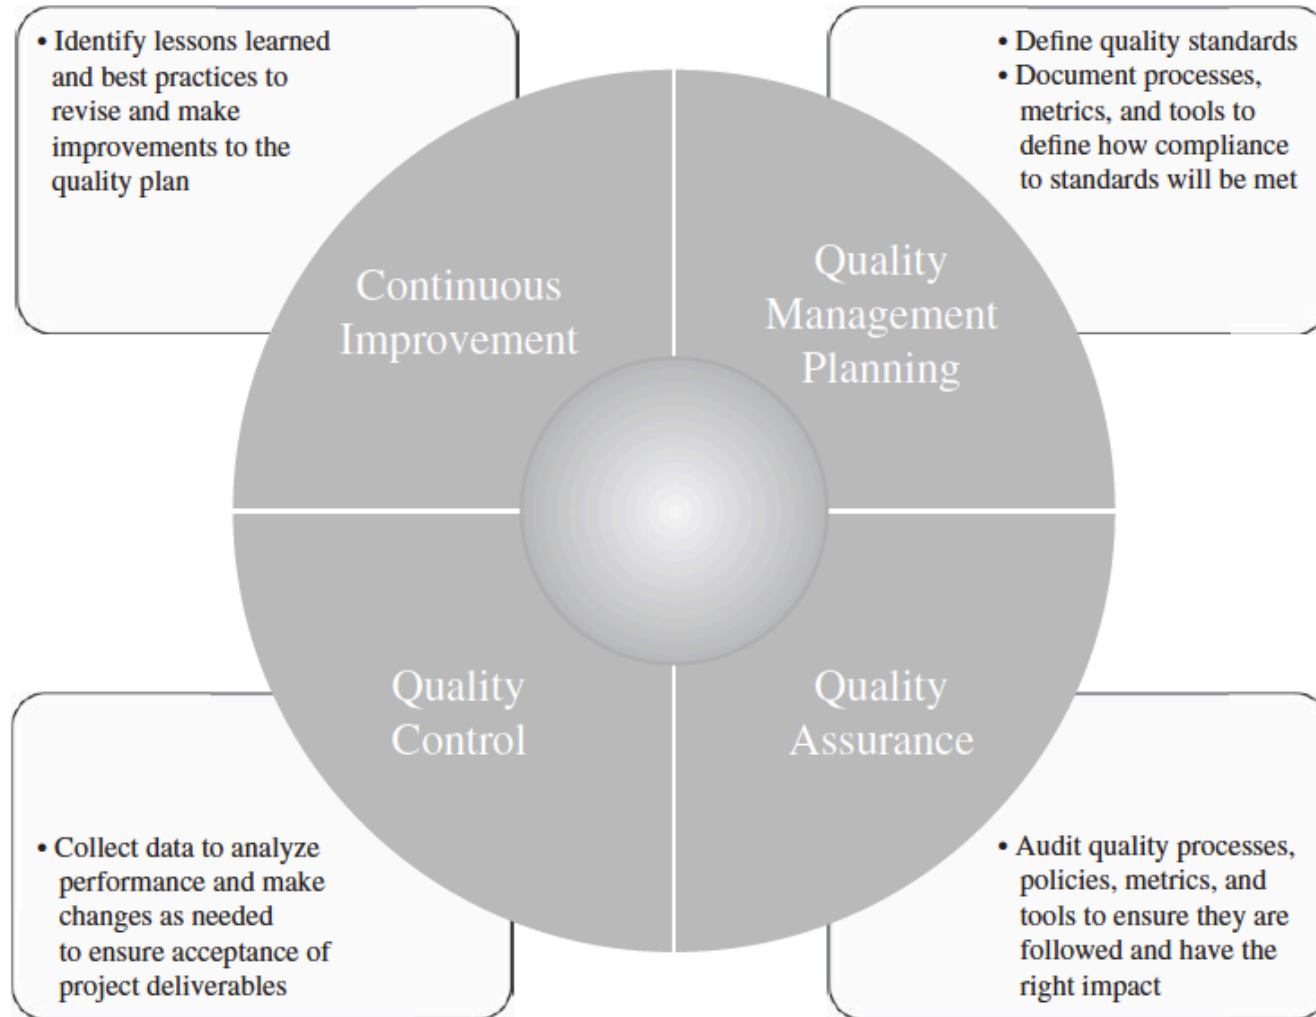 • Identify lessons learned
and best practices to
revise and make
improvements to the
quality plan
• Define quality standards
• Document processes,
metrics, and tools to
define how compliance
to standards will be met
Continuous
Improvement
Quality
Management
Planning
Quality
Control
Quality
Assurance
• Collect data to analyze
performance and make
changes as needed
to ensure acceptance of
project deliverables
• Audit quality processes,
policies, metrics, and
tools to ensure they are
followed and have the
right impact